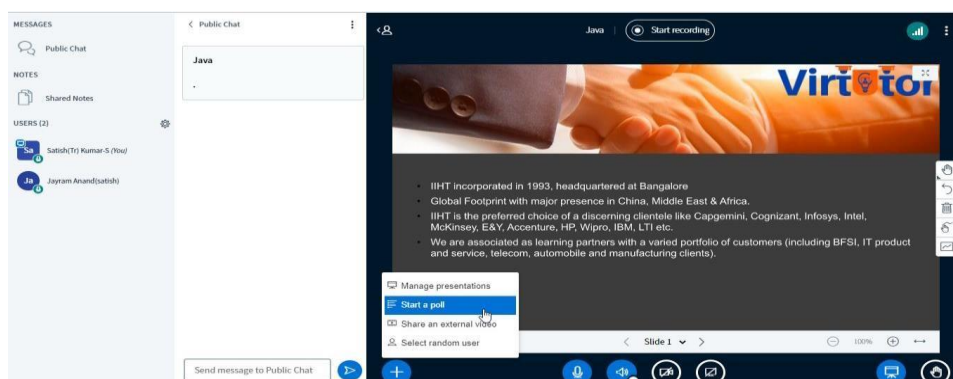 MESSAGES
Public Chat
NOTES
Shared Notes
USERS (2)
Sa Satish(Tr) Kumar-S (You)
Ja Jayram Anand(satish)
< Public Chat
Java
.
Send message to Public Chat
Java | Start recording
Virt tor
• IIHT incorporated in 1993, headquartered at Bangalore
• Global Footprint with major presence in China, Middle East & Africa.
• IIHT is the preferred choice of a discerning clientele like Capgemini, Cognizant, Infosys, Intel,
McKinsey, E&Y, Accenture, HP, Wipro, IBM, LTI etc.
• We are associated as learning partners with a varied portfolio of customers (including BFSI, IT product
and service, telecom, automobile and manufacturing clients).
Manage presentations
Start a poll
Share an external video
Select random user
< Slide 1 >
100%